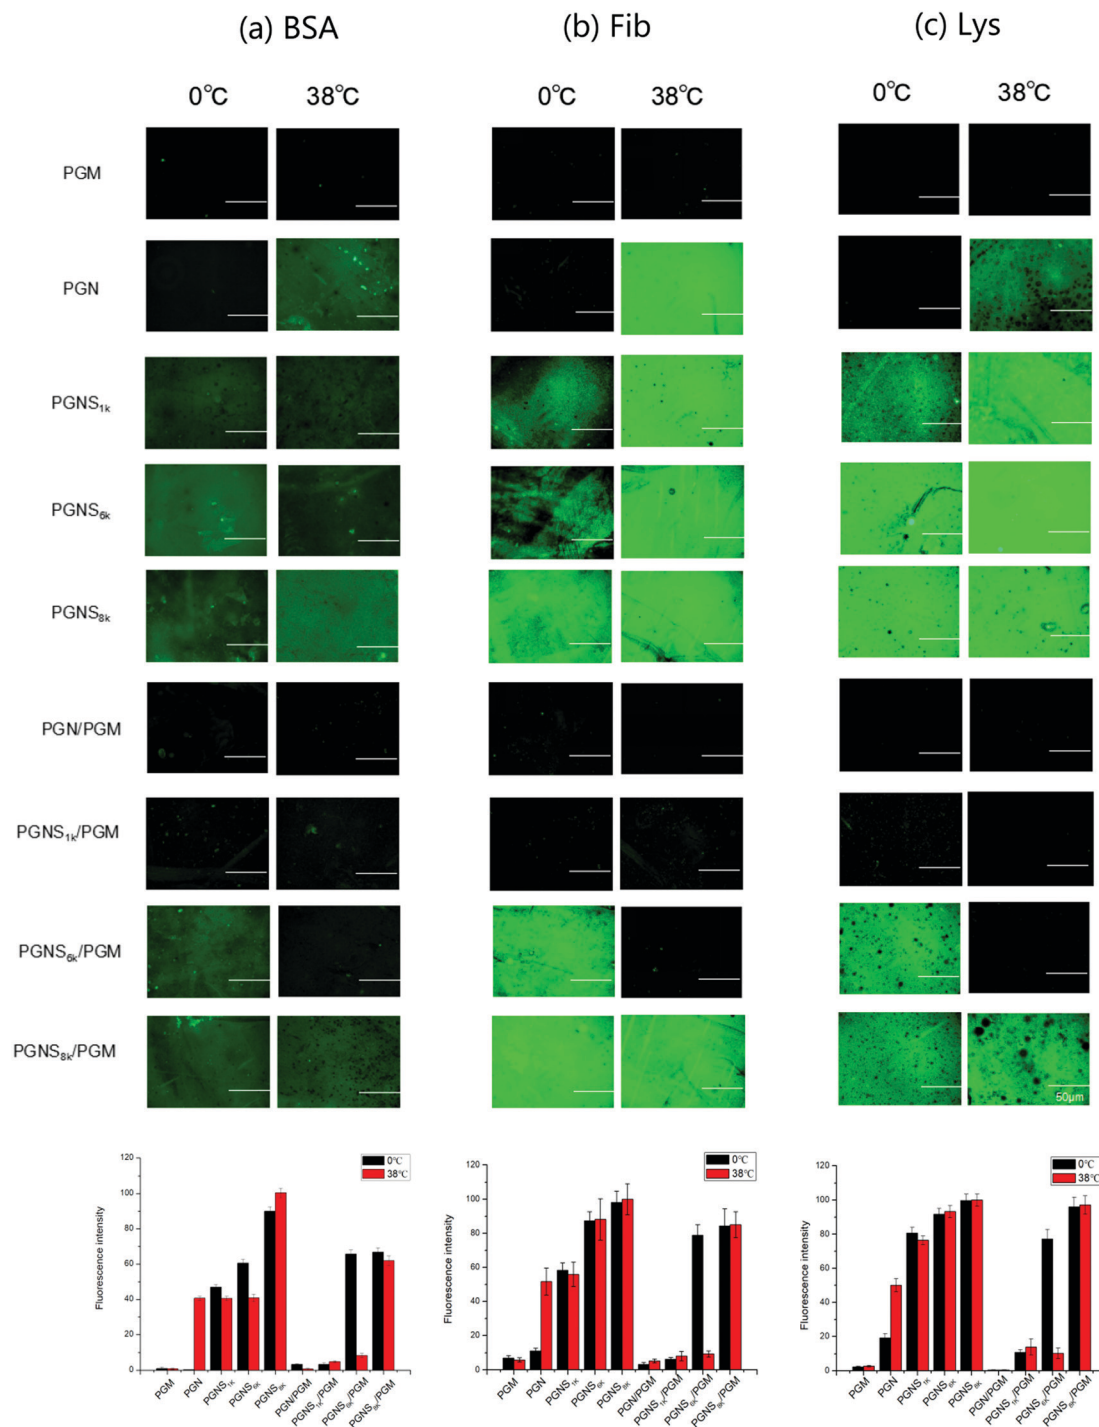 (a) BSA (b) Fib (c) Lys
0℃ 38℃ 0℃ 38℃ 0℃ 38℃
PGM
PGN
PGNS1k
PGNS6k
PGNS8k
PGN/PGM
PGNS1k/PGM
PGNS6k/PGM
PGNS8k/PGM
50μm
Fluorescence intensity
120
100
80
60
40
20
0
0℃
38℃
PGM
PGN
PGNS1K
PGNS6K
PGNS8K
PGN/PGM
PGNS1K/PGM
PGNS6K/PGM
PGNS8K/PGM
Fluorescence intensity
120
100
80
60
40
20
0
0℃
38℃
PGM
PGN
PGNS1K
PGNS6K
PGNS8K
PGN/PGM
PGNS1K/PGM
PGNS6K/PGM
PGNS8K/PGM
Fluorescence intensity
120
100
80
60
40
20
0
0℃
38℃
PGM
PGN
PGNS1K
PGNS6K
PGNS8K
PGN/PGM
PGNS1K/PGM
PGNS6K/PGM
PGNS8K/PGM